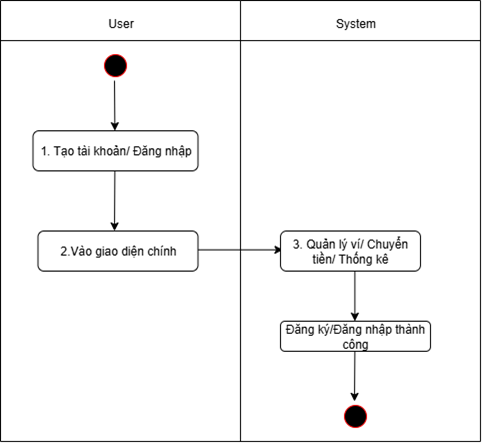 User
System
1. Tạo tài khoản/ Đăng nhập
2.Vào giao diện chính
3. Quản lý ví/ Chuyển
tiền/ Thống kê
Đăng ký/Đăng nhập thành
công